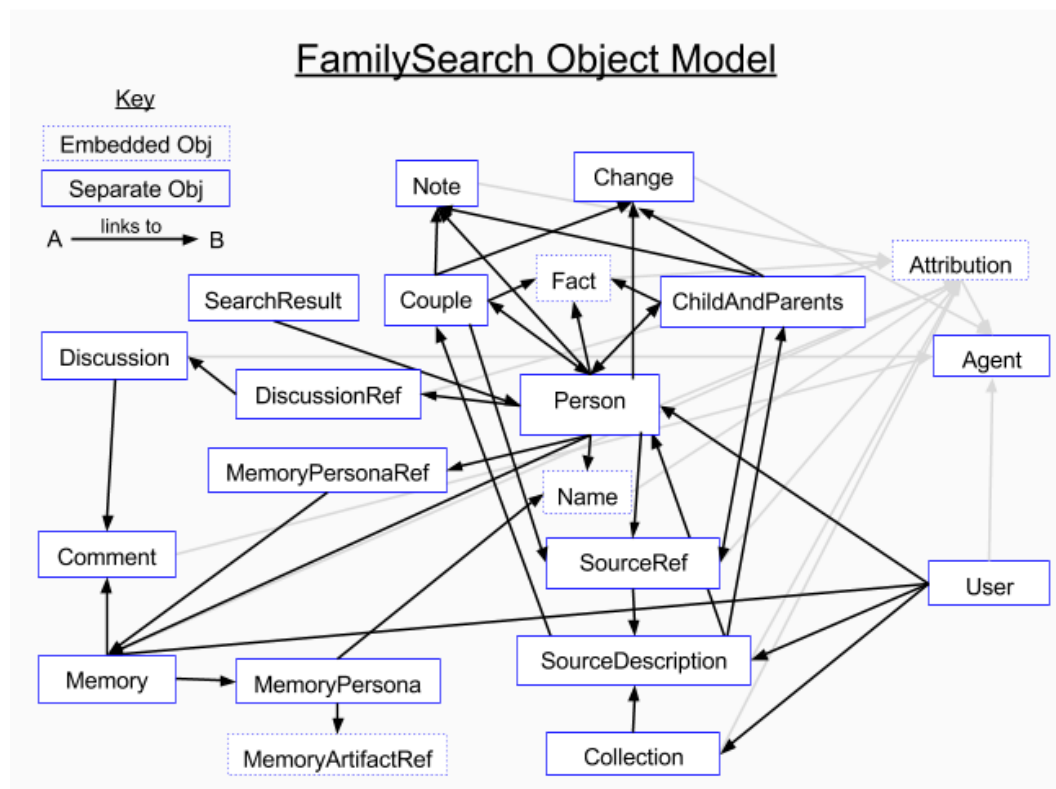 FamilySearch Object Model
Key
Embedded Obj
Separate Obj
links to
A B
Note
Change
Attribution
SearchResult
Couple
Fact
ChildAndParents
Discussion
DiscussionRef
Person
Agent
MemoryPersonaRef
Name
Comment
SourceRef
User
Memory
MemoryPersona
SourceDescription
MemoryArtifactRef
Collection